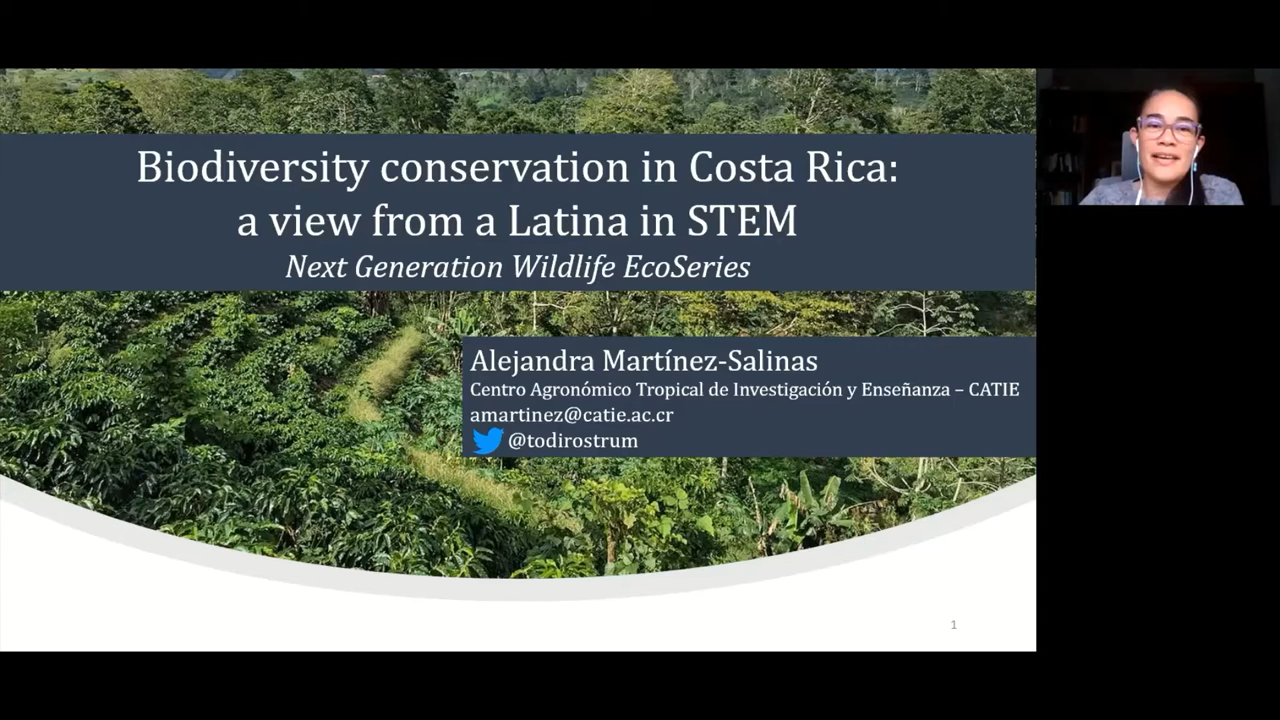 Biodiversity conservation in Costa Rica:
a view from a Latina in STEM
Next Generation Wildlife EcoSeries
Alejandra Martínez-Salinas
Centro Agronómico Tropical de Investigación y Enseñanza – CATIE
amartinez@catie.ac.cr
@todirostrum
1